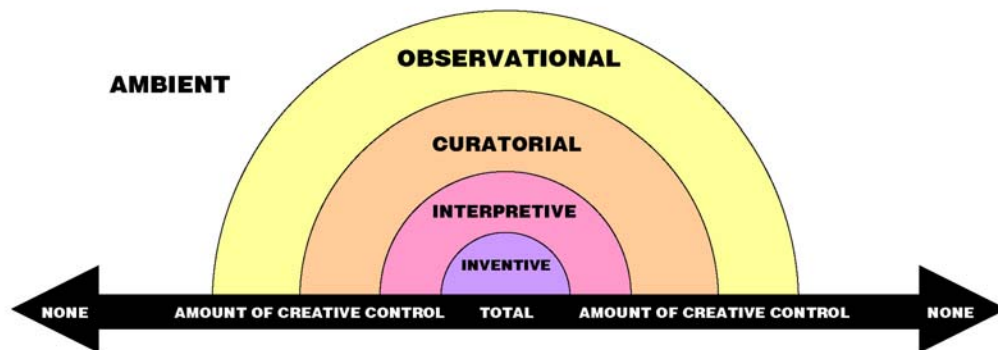 OBSERVATIONAL
AMBIENT
CURATORIAL
INTERPRETIVE
INVENTIVE
NONE AMOUNT OF CREATIVE CONTROL TOTAL AMOUNT OF CREATIVE CONTROL NONE